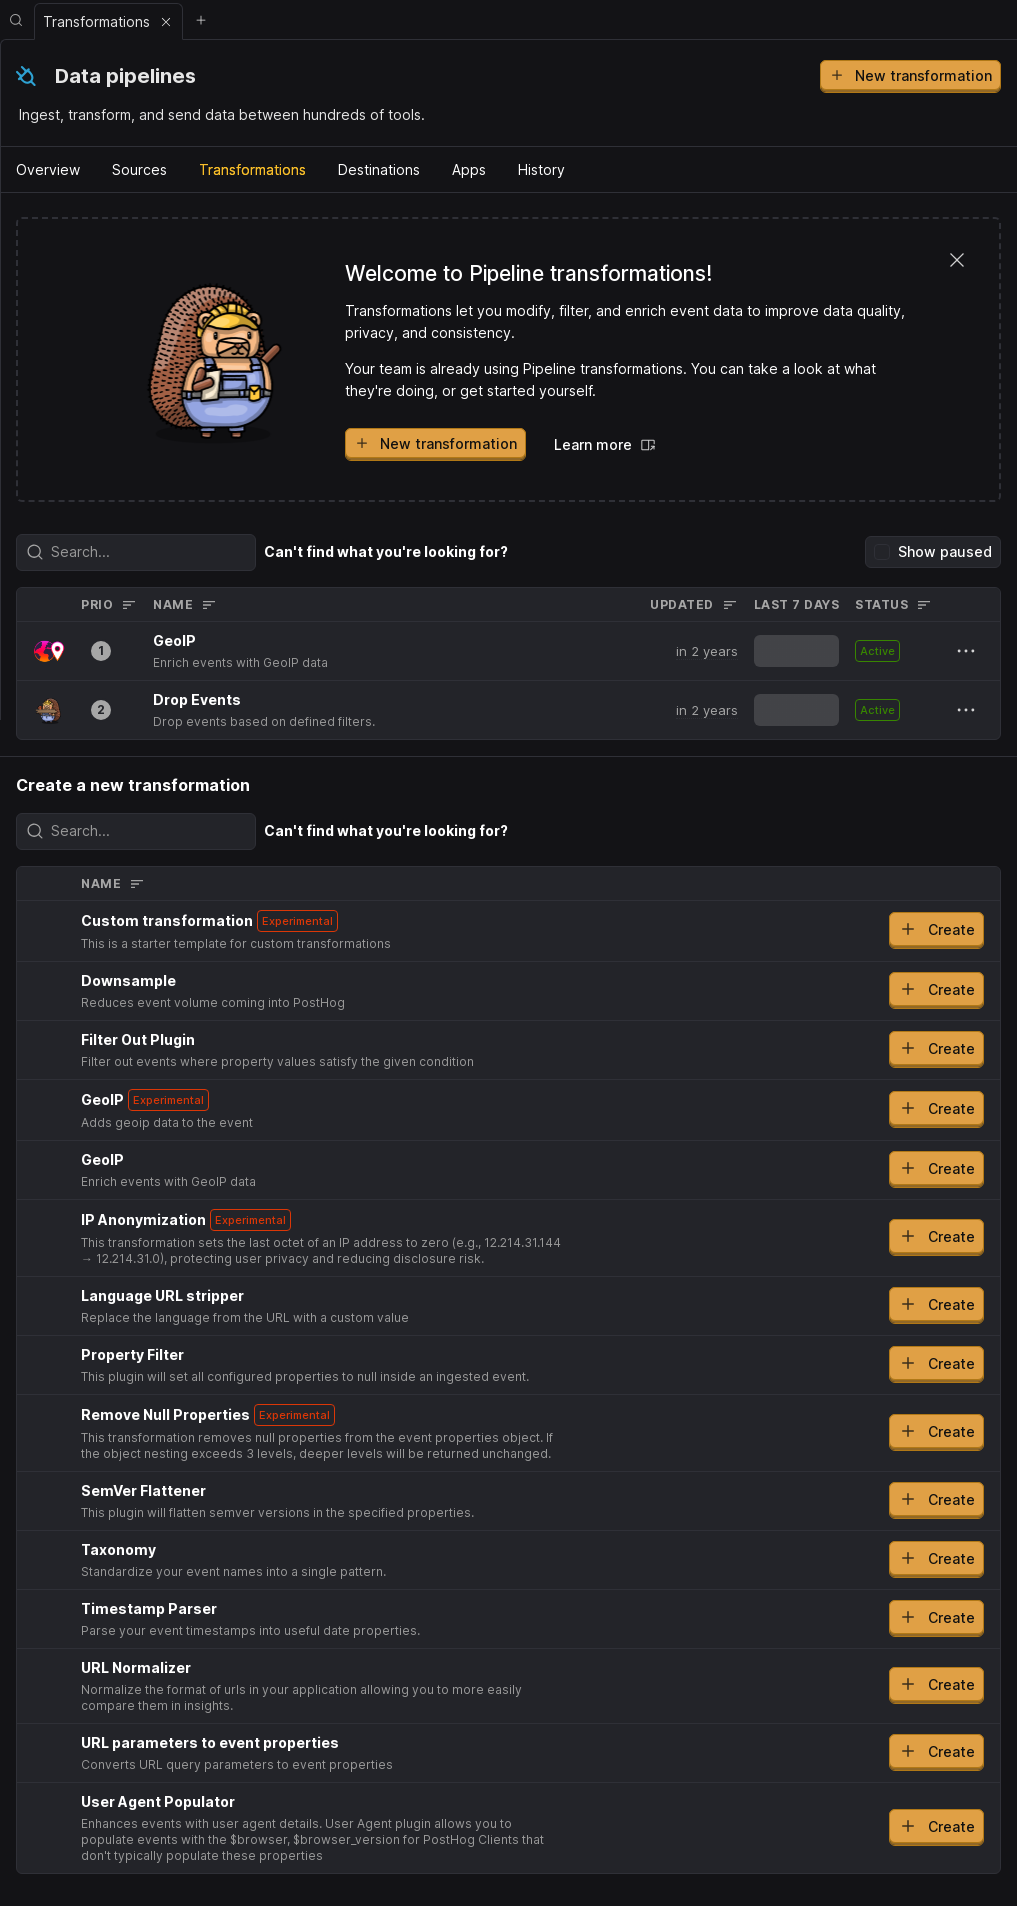 Transformations
Data pipelines
New transformation
Ingest, transform, and send data between hundreds of tools.
Overview Sources Transformations Destinations Apps History
Welcome to Pipeline transformations!
Transformations let you modify, filter, and enrich event data to improve data quality,
privacy, and consistency.
Your team is already using Pipeline transformations. You can take a look at what
they're doing, or get started yourself.
New transformation Learn more
Search... Can't find what you're looking for? Show paused
PRIO NAME UPDATED LAST 7 DAYS STATUS
1 GeoIP in 2 years Active
Enrich events with GeoIP data
2 Drop Events in 2 years Active
Drop events based on defined filters.
Create a new transformation
Search... Can't find what you're looking for?
NAME
Custom transformation Experimental
This is a starter template for custom transformations
Create
Downsample
Reduces event volume coming into PostHog
Create
Filter Out Plugin
Filter out events where property values satisfy the given condition
Create
GeoIP Experimental
Adds geoip data to the event
Create
GeoIP
Enrich events with GeoIP data
Create
IP Anonymization Experimental
This transformation sets the last octet of an IP address to zero (e.g., 12.214.31.144
→ 12.214.31.0), protecting user privacy and reducing disclosure risk.
Create
Language URL stripper
Replace the language from the URL with a custom value
Create
Property Filter
This plugin will set all configured properties to null inside an ingested event.
Create
Remove Null Properties Experimental
This transformation removes null properties from the event properties object. If
the object nesting exceeds 3 levels, deeper levels will be returned unchanged.
Create
SemVer Flattener
This plugin will flatten semver versions in the specified properties.
Create
Taxonomy
Standardize your event names into a single pattern.
Create
Timestamp Parser
Parse your event timestamps into useful date properties.
Create
URL Normalizer
Normalize the format of urls in your application allowing you to more easily
compare them in insights.
Create
URL parameters to event properties
Converts URL query parameters to event properties
Create
User Agent Populator
Enhances events with user agent details. User Agent plugin allows you to
populate events with the $browser, $browser_version for PostHog Clients that
don't typically populate these properties
Create